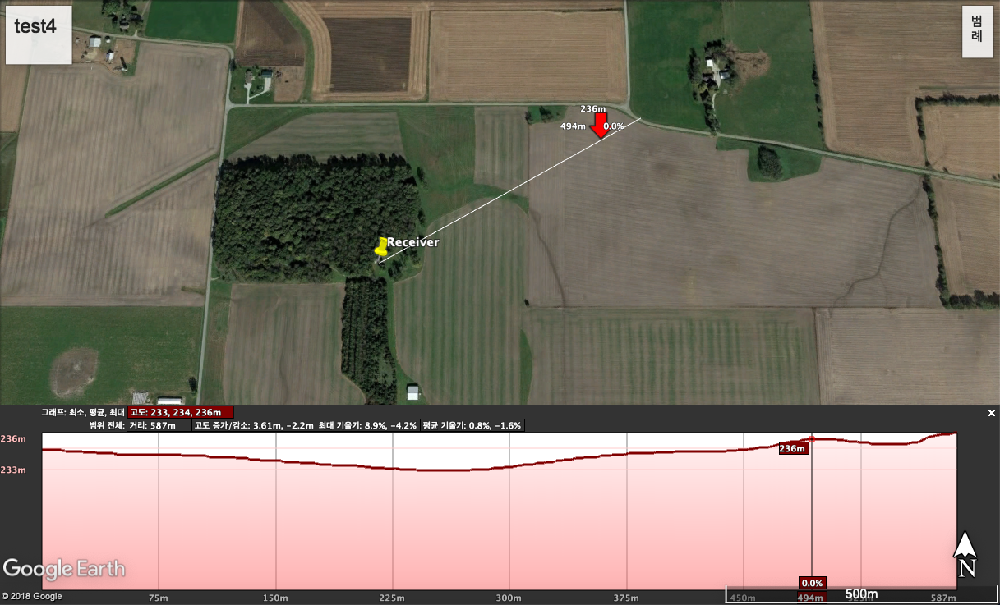 test4
범
례
236m
494m 0.0%
Receiver
그래프: 최소, 평균, 최대 고도: 233, 234, 236m
범위 전체: 거리: 587m 고도 증가/감소: 3.61m, -2.2m 최대 기울기: 8.9%, -4.2% 평균 기울기: 0.8%, -1.6%
236m
236m
233m
N
Google Earth
0.0%
© 2018 Google
75m 150m 225m 300m 375m 450m 494m 500m 587m